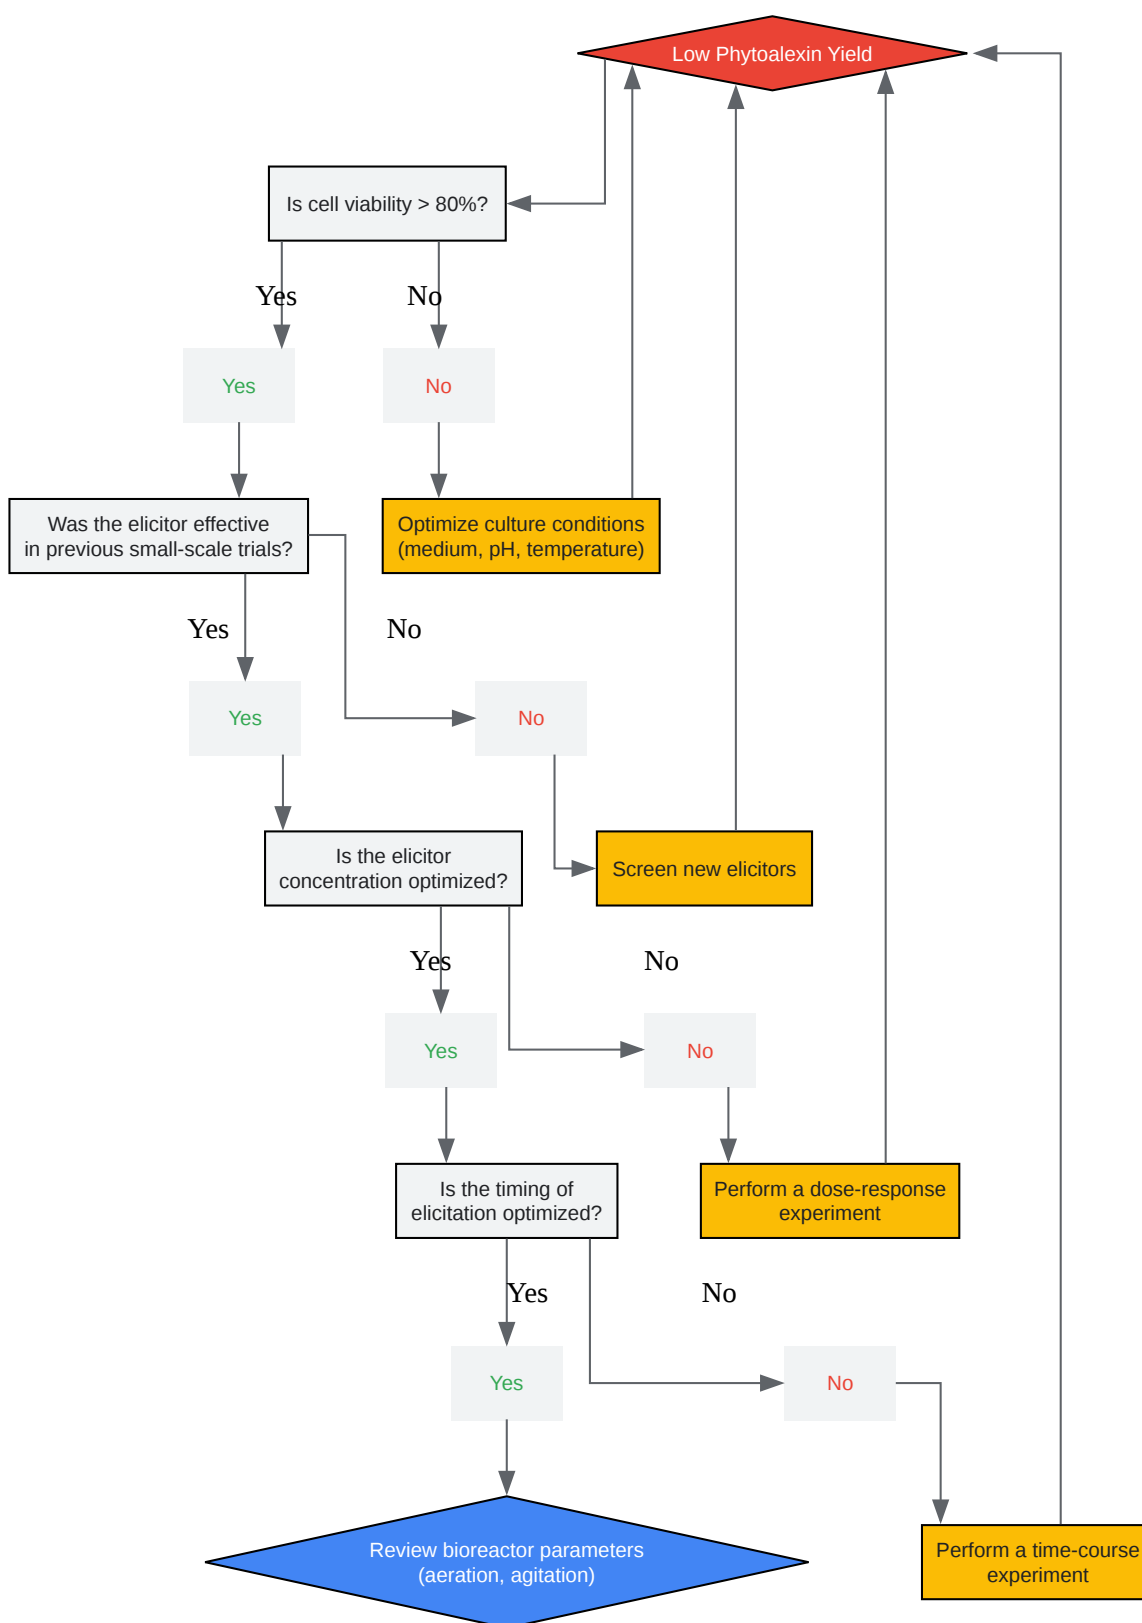 Low Phytoalexin Yield
Is cell viability > 80%?
Yes
No
Yes
No
Was the elicitor effective
in previous small-scale trials?
Optimize culture conditions
(medium, pH, temperature)
Yes
No
Yes
No
Is the elicitor
concentration optimized?
Screen new elicitors
Yes
No
Yes
No
Is the timing of
elicitation optimized?
Perform a dose-response
experiment
Yes
No
Yes
No
Review bioreactor parameters
(aeration, agitation)
Perform a time-course
experiment